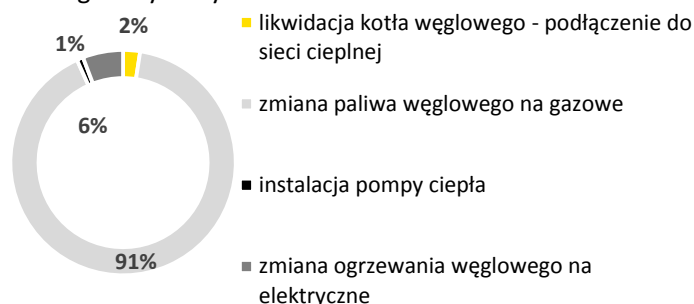 2%
1%
6%
91%
likwidacja kotła węglowego - podłączenie do
sieci cieplnej
zmiana paliwa węglowego na gazowe
instalacja pompy ciepła
zmiana ogrzewania węglowego na
elektryczne